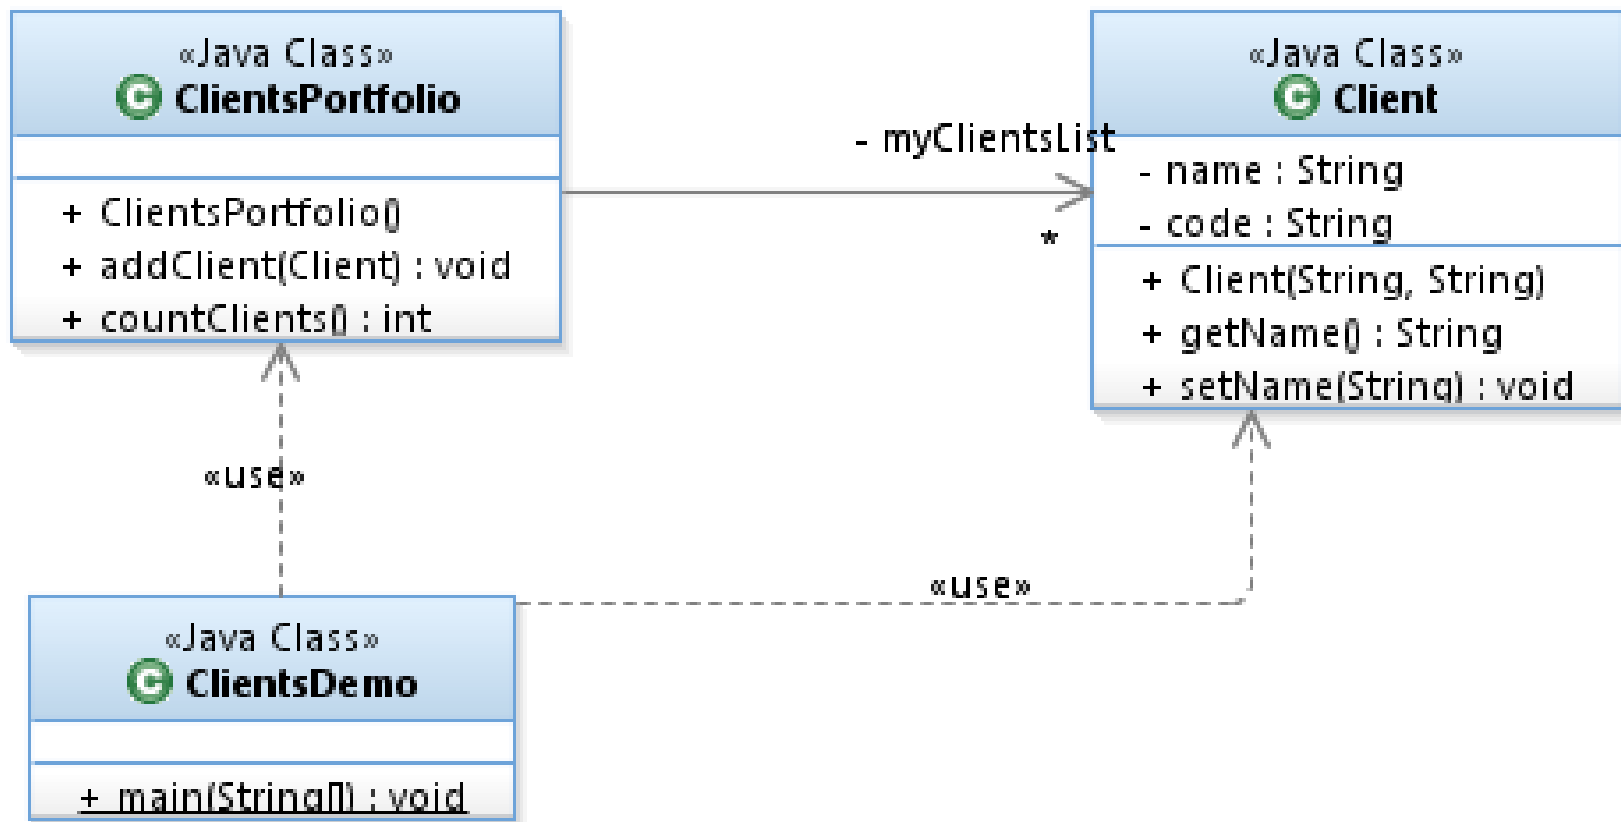 «Java Class»
C ClientsPortfolio
+ ClientsPortfolio()
+ addClient(Client) : void
+ countClients() : int
- myClientsList
*
«Java Class»
C Client
- name : String
- code : String
+ Client(String, String)
+ getName() : String
+ setName(String) : void
«use»
«use»
«Java Class»
C ClientsDemo
+ main(String[]) : void